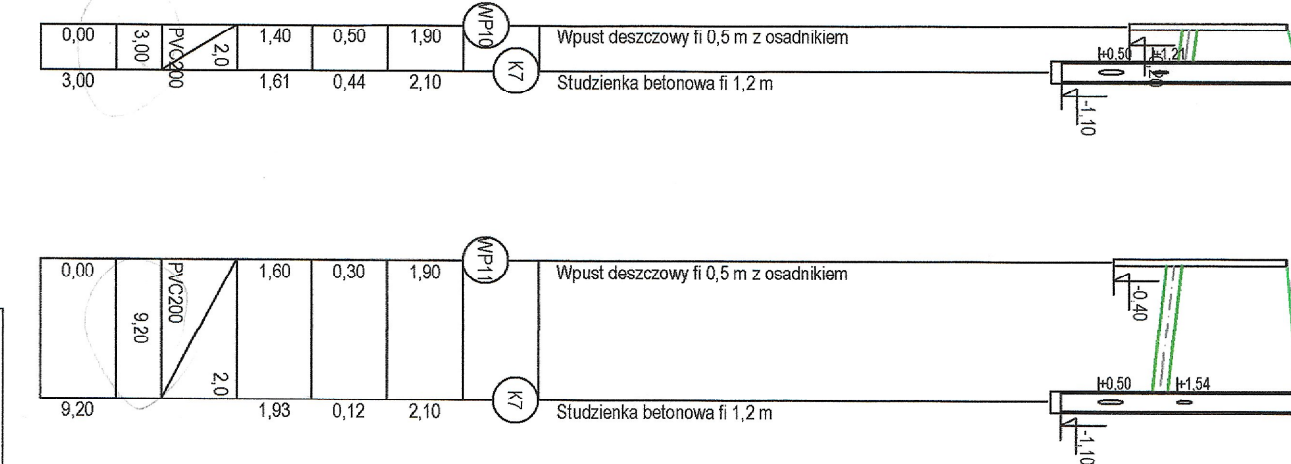 0,00 3,00 PVC200 2,0 1,40 0,50 1,90 WP10 Wpust deszczowy fi 0,5 m z osadnikiem
3,00 1,61 0,44 2,10 K7 Studzienka betonowa fi 1,2 m
+0,50 +1,21
-1,10
0,00 9,20 PVC200 2,0 1,60 0,30 1,90 WP11 Wpust deszczowy fi 0,5 m z osadnikiem
-0,40
9,20 1,93 0,12 2,10 K7 Studzienka betonowa fi 1,2 m
+0,50 +1,54
-1,10